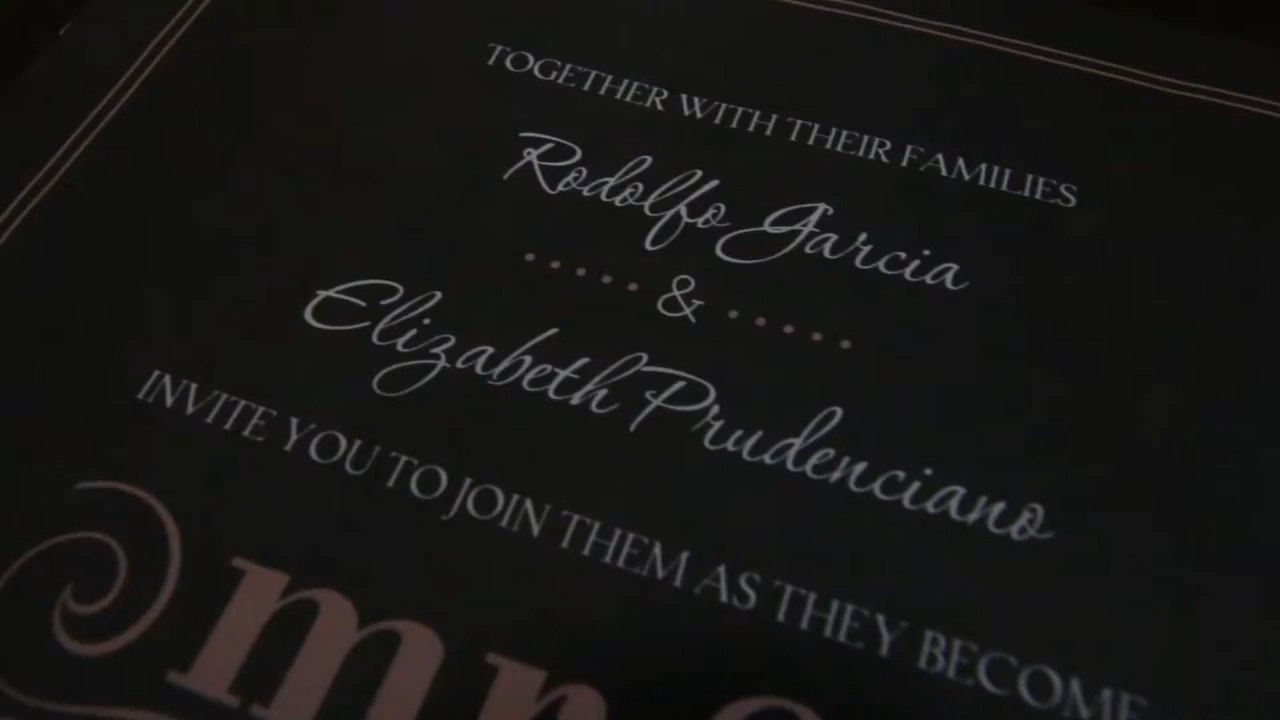 TOGETHER WITH THEIR FAMILIES
Rodolfo Garcia
&
Elizabeth Prudenciano
INVITE YOU TO JOIN THEM AS THEY BECOME